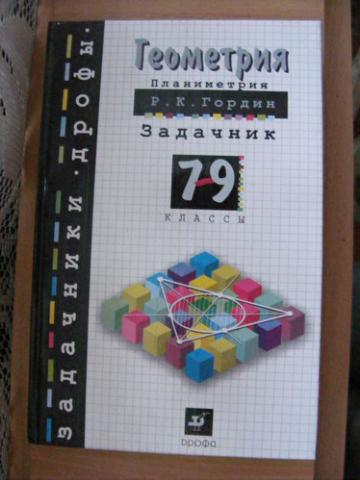 задачники · дрофы ·
Геометрия
Планиметрия
Р.К.Гордин
Задачник
7-9
КЛАССЫ
дрофа